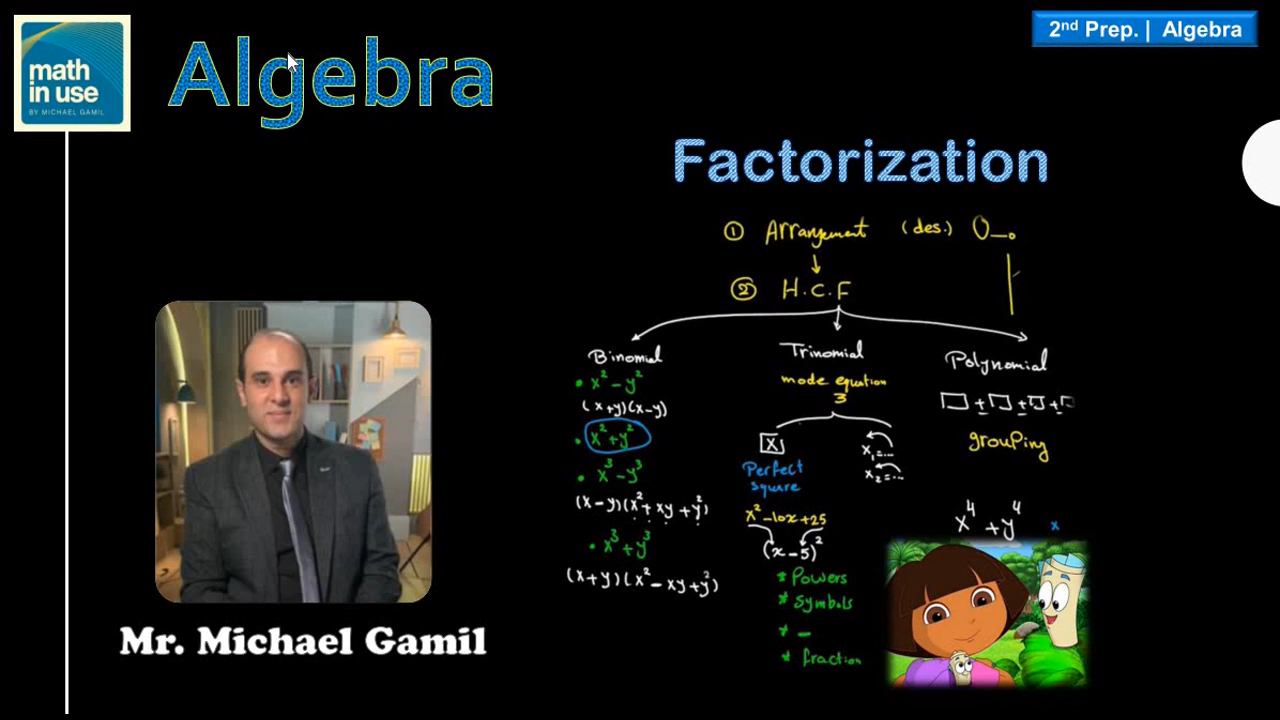 math
in use
BY MICHAEL GAMIL
Algebra
2nd Prep. | Algebra
Factorization
① Arrangement (des.)
② H.C.F
Binomial
• x² - y²
(x+y)(x-y)
• x² + y²
• x³ - y³
(x-y)(x² + xy + y²)
• x³ + y³
(x+y)(x² - xy + y²)
Trinomial
mode equation
3
x
Perfect
square
x² - 10x + 25
(x - 5)²
* Powers
* symbols
* -
* fraction
x₁ = ...
x₂ = ...
Polynomial
□ + □ + □ + □
grouping
x⁴ + y⁴ x
Mr. Michael Gamil